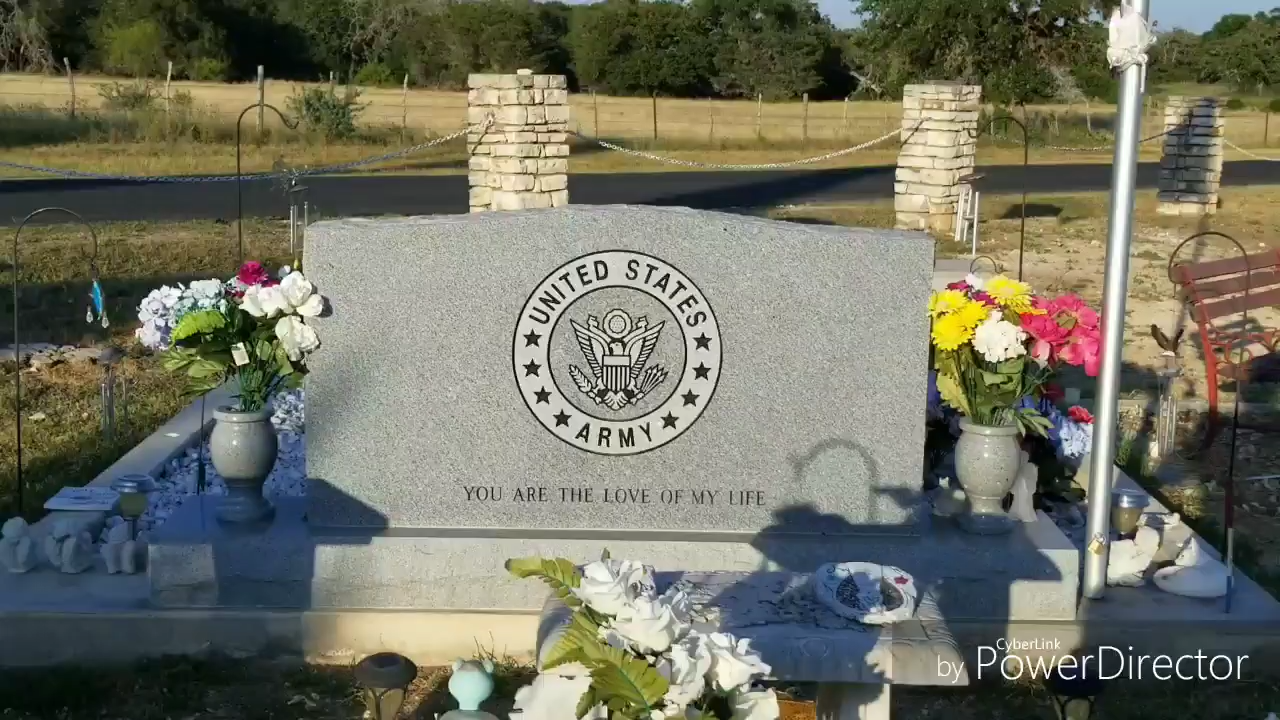 UNITED STATES
ARMY
YOU ARE THE LOVE OF MY LIFE
CyberLink
by PowerDirector